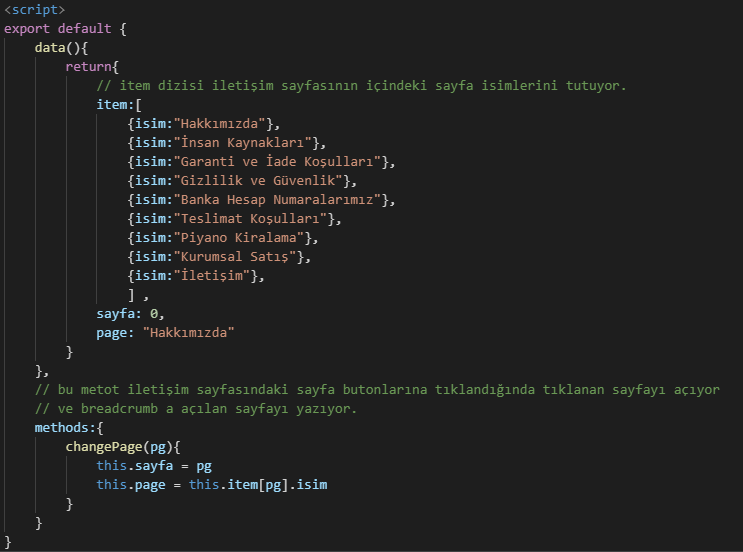 <script>
export default {
data(){
return{
// item dizisi iletişim sayfasının içindeki sayfa isimlerini tutuyor.
item:[
{isim:"Hakkımızda"},
{isim:"İnsan Kaynakları"},
{isim:"Garanti ve İade Koşulları"},
{isim:"Gizlilik ve Güvenlik"},
{isim:"Banka Hesap Numaralarımız"},
{isim:"Teslimat Koşulları"},
{isim:"Piyano Kiralama"},
{isim:"Kurumsal Satış"},
{isim:"İletişim"},
] ,
sayfa: 0,
page: "Hakkımızda"
}
},
// bu metot iletişim sayfasındaki sayfa butonlarına tıklandığında tıklanan sayfayı açıyor
// ve breadcrumb a açılan sayfayı yazıyor.
methods:{
changePage(pg){
this.sayfa = pg
this.page = this.item[pg].isim
}
}
}